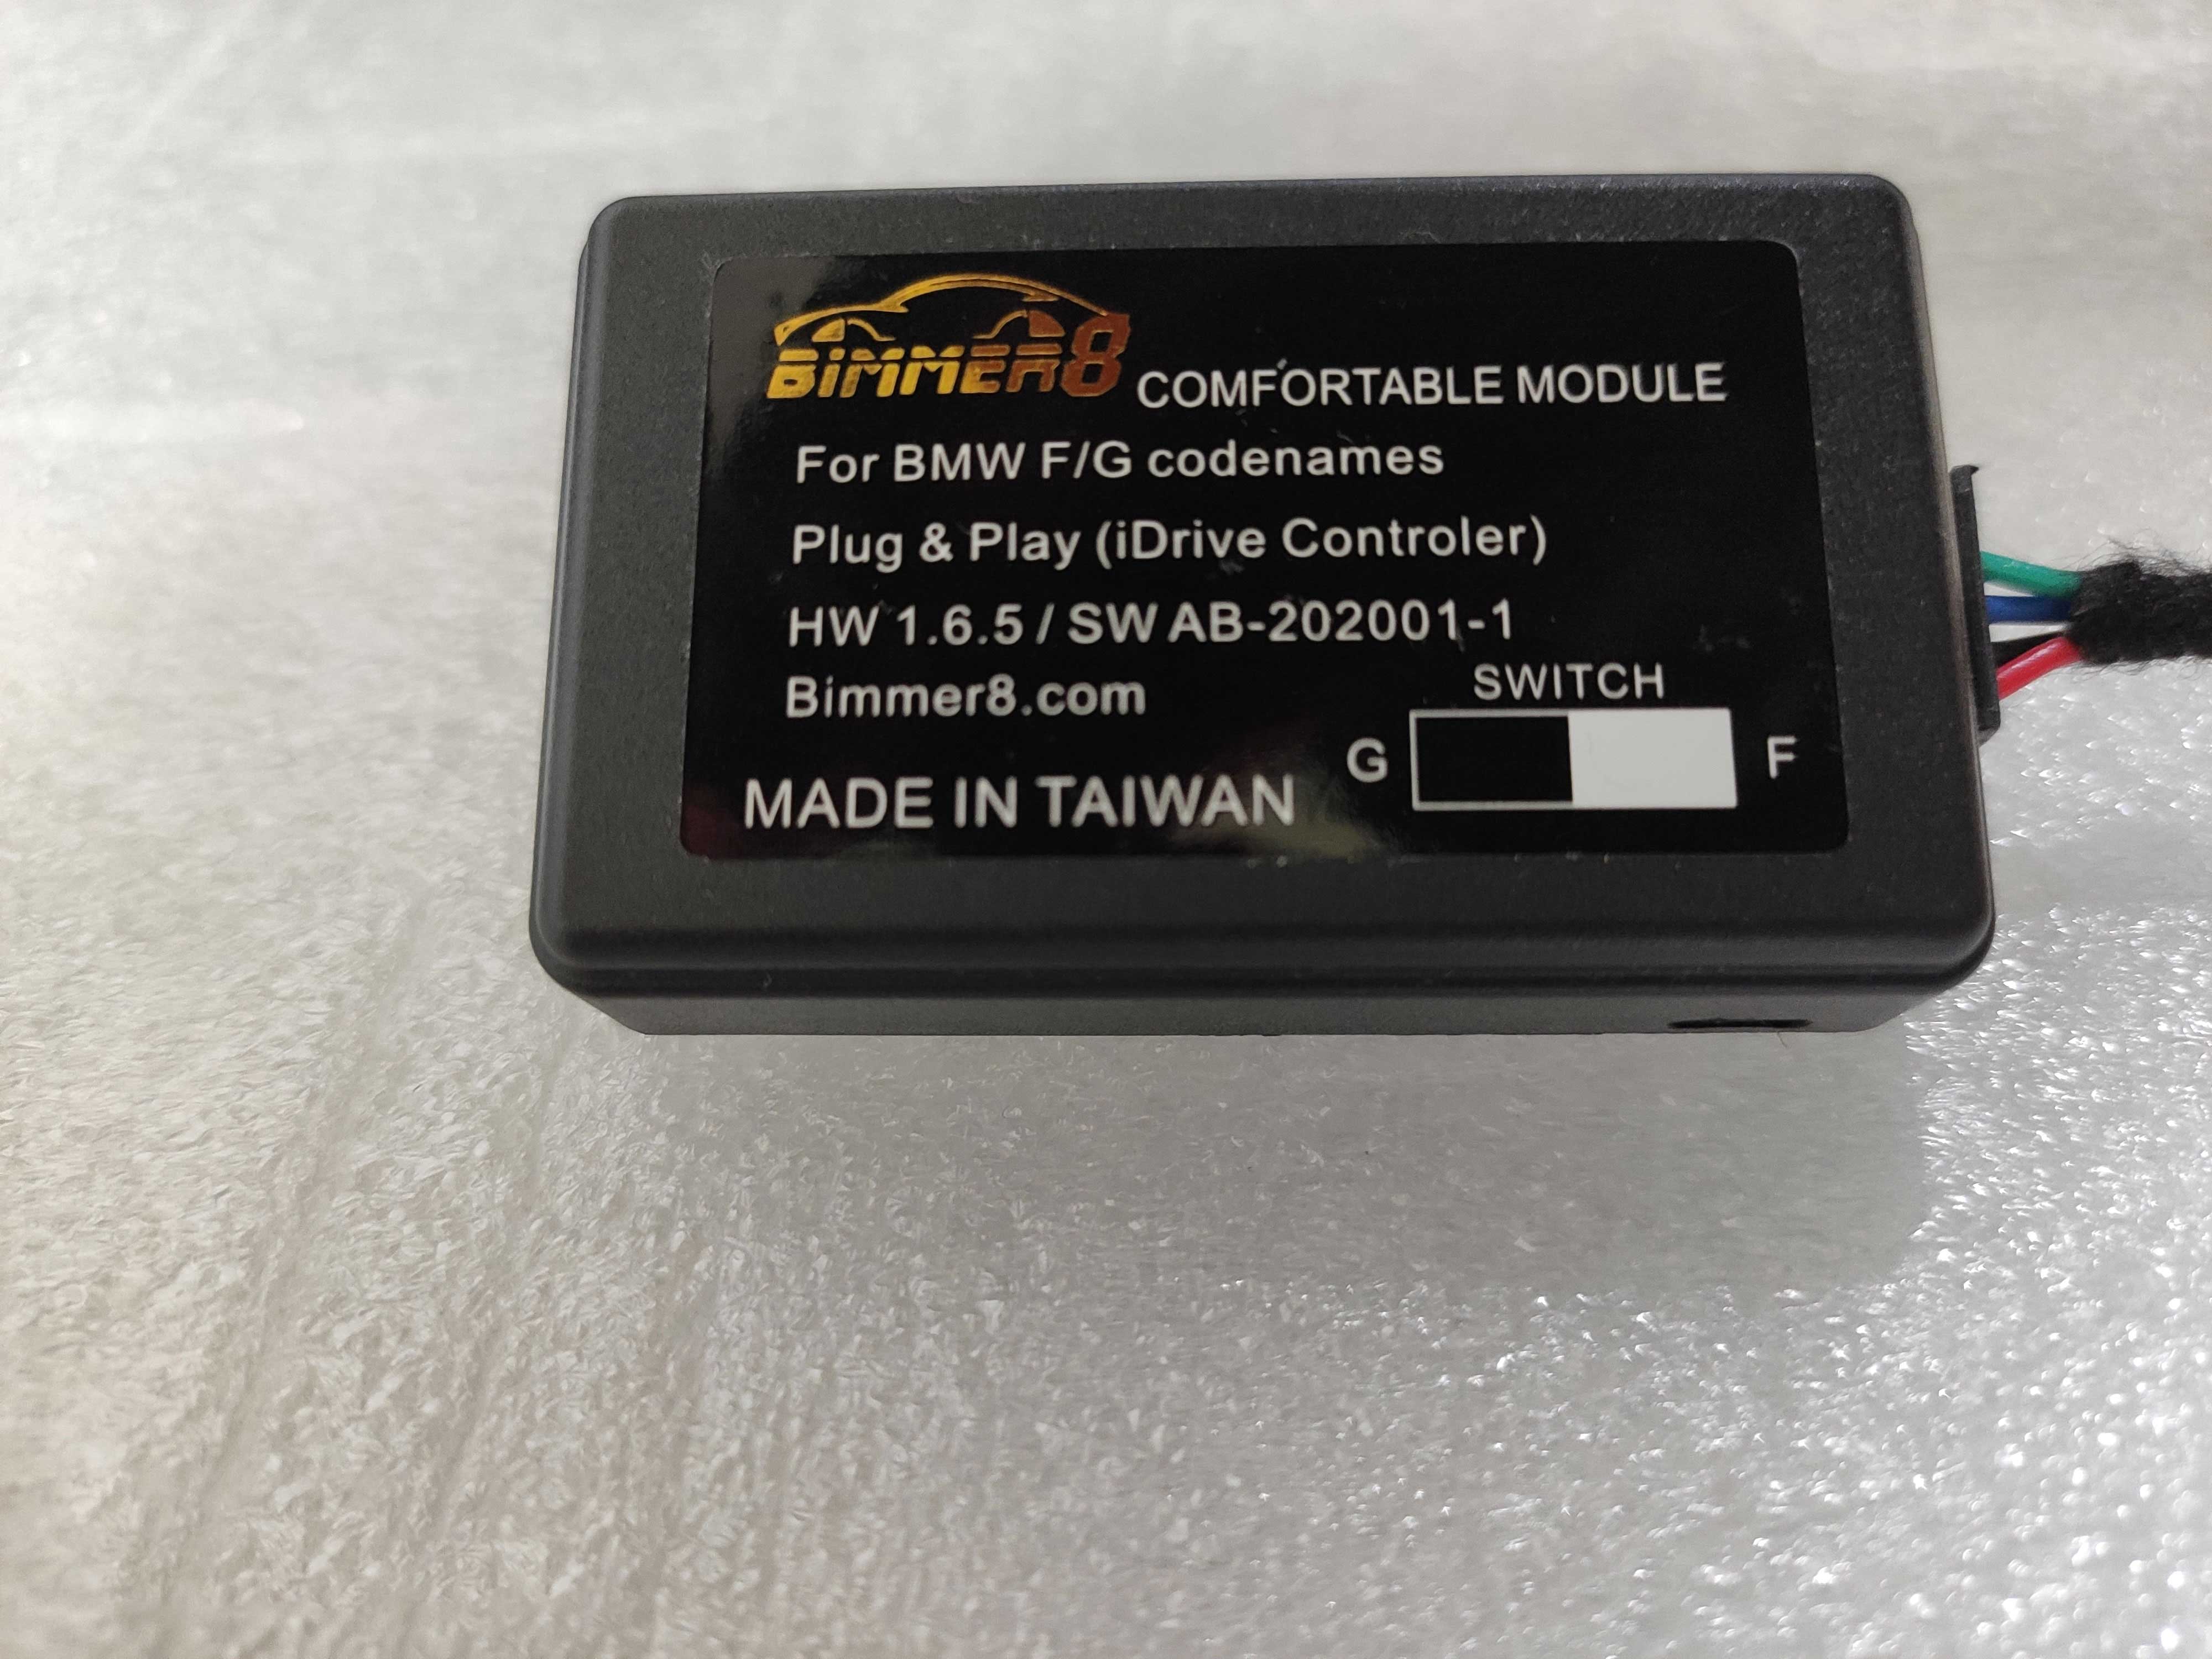 BiMMER8 COMFORTABLE MODULE
For BMW F/G codenames
Plug & Play (iDrive Controler)
HW 1.6.5 / SW AB-202001-1
Bimmer8.com
SWITCH
G F
MADE IN TAIWAN